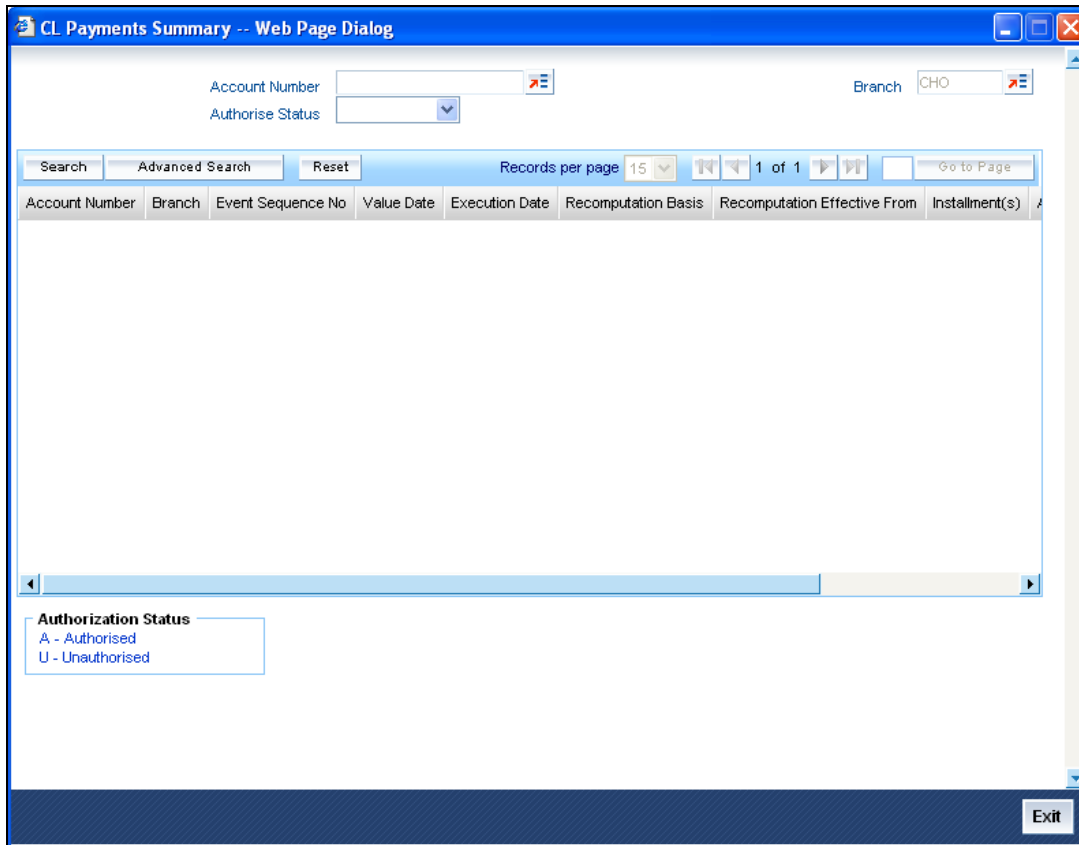 CL Payments Summary -- Web Page Dialog
Account Number
Branch CHO
Authorise Status
Search Advanced Search Reset Records per page 15 1 of 1 Go to Page
Account Number Branch Event Sequence No Value Date Execution Date Recomputation Basis Recomputation Effective From Installment(s)
Authorization Status
A - Authorised
U - Unauthorised
Exit